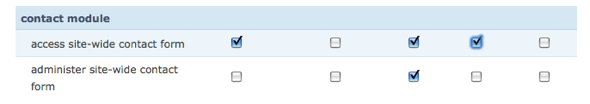 contact module
access site-wide contact form
administer site-wide contact
form